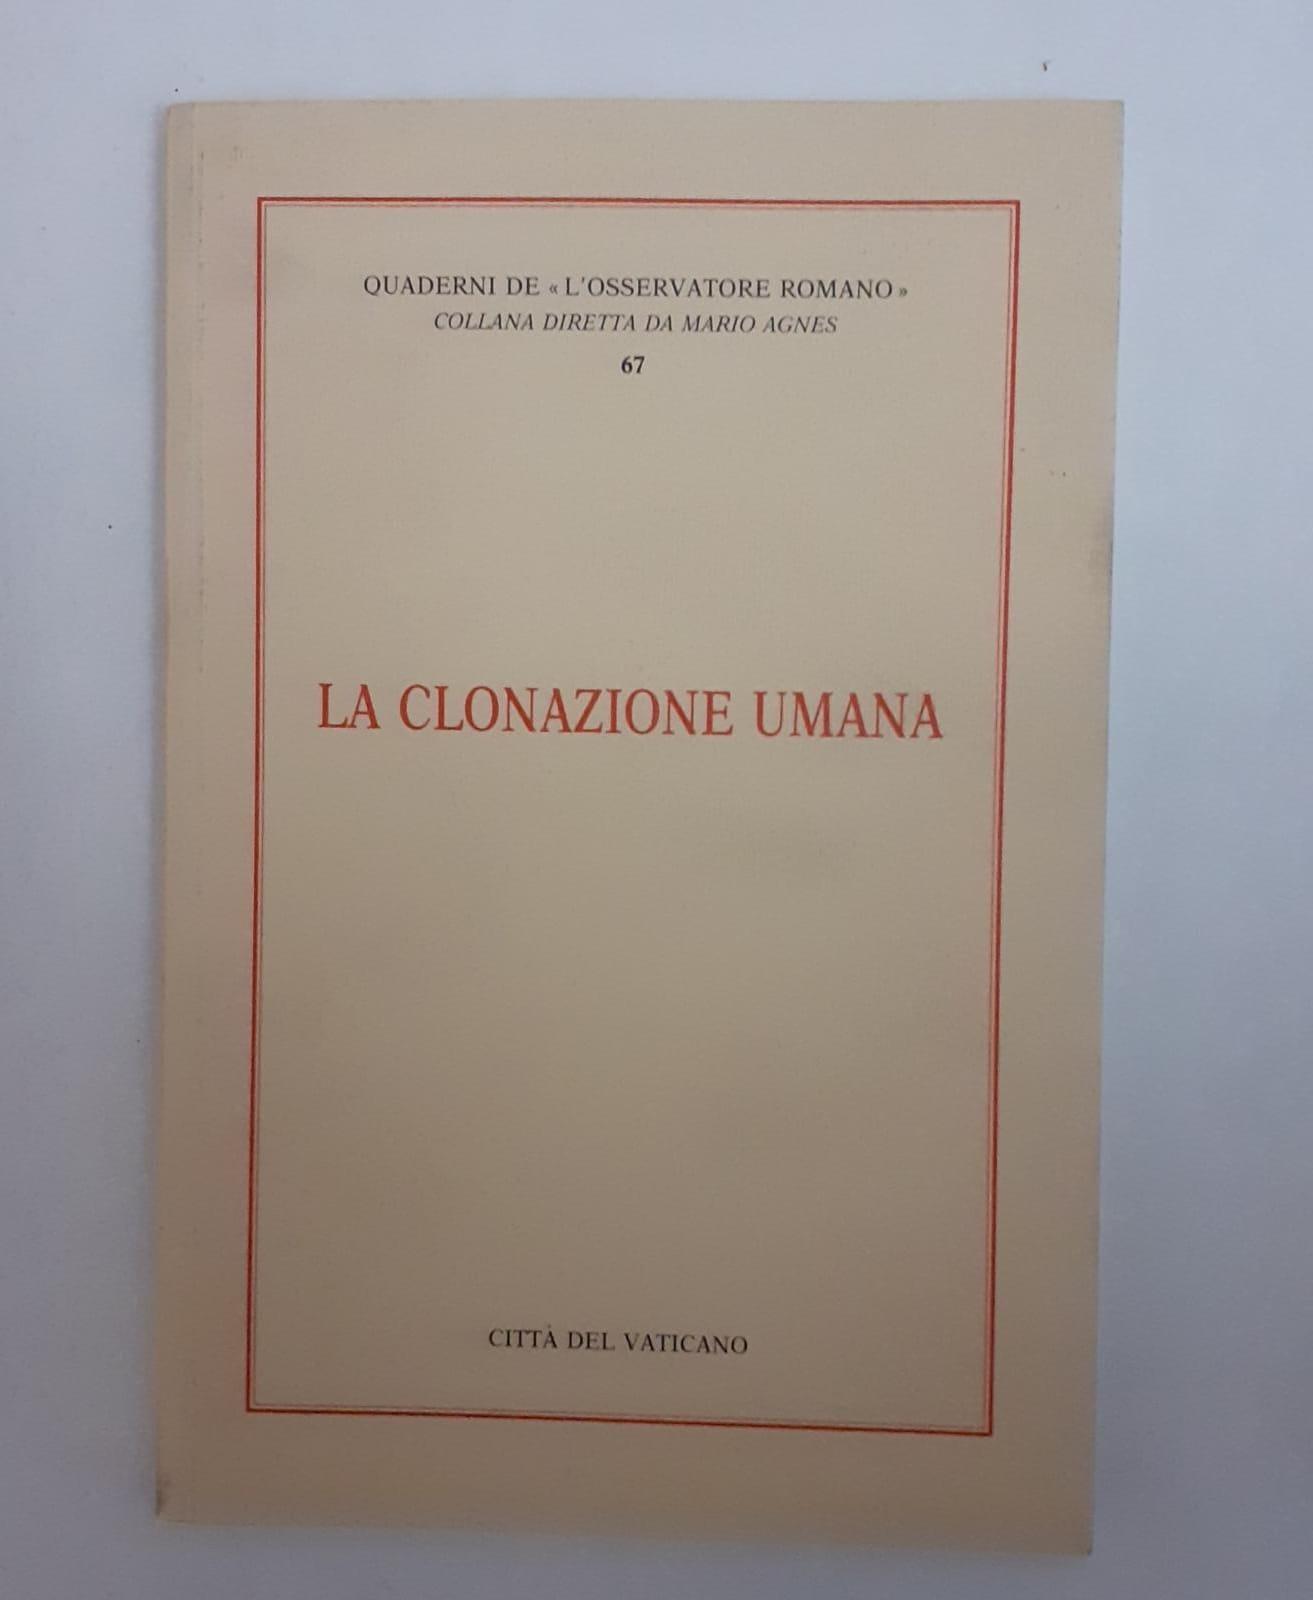 QUADERNI DE « L'OSSERVATORE ROMANO »
COLLANA DIRETTA DA MARIO AGNES
67
LA CLONAZIONE UMANA
CITTÀ DEL VATICANO